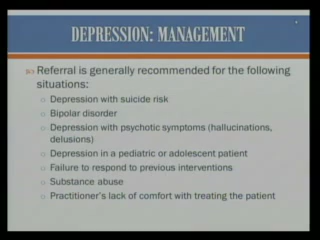 DEPRESSION: MANAGEMENT
Referral is generally recommended for the following
situations:
Depression with suicide risk
Bipolar disorder
Depression with psychotic symptoms (hallucinations,
delusions)
Depression in a pediatric or adolescent patient
Failure to respond to previous interventions
Substance abuse
Practitioner's lack of comfort with treating the patient